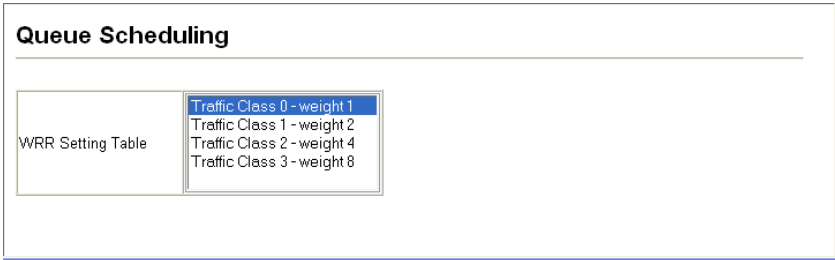 Queue Scheduling
WRR Setting Table
Traffic Class 0 - weight 1
Traffic Class 1 - weight 2
Traffic Class 2 - weight 4
Traffic Class 3 - weight 8